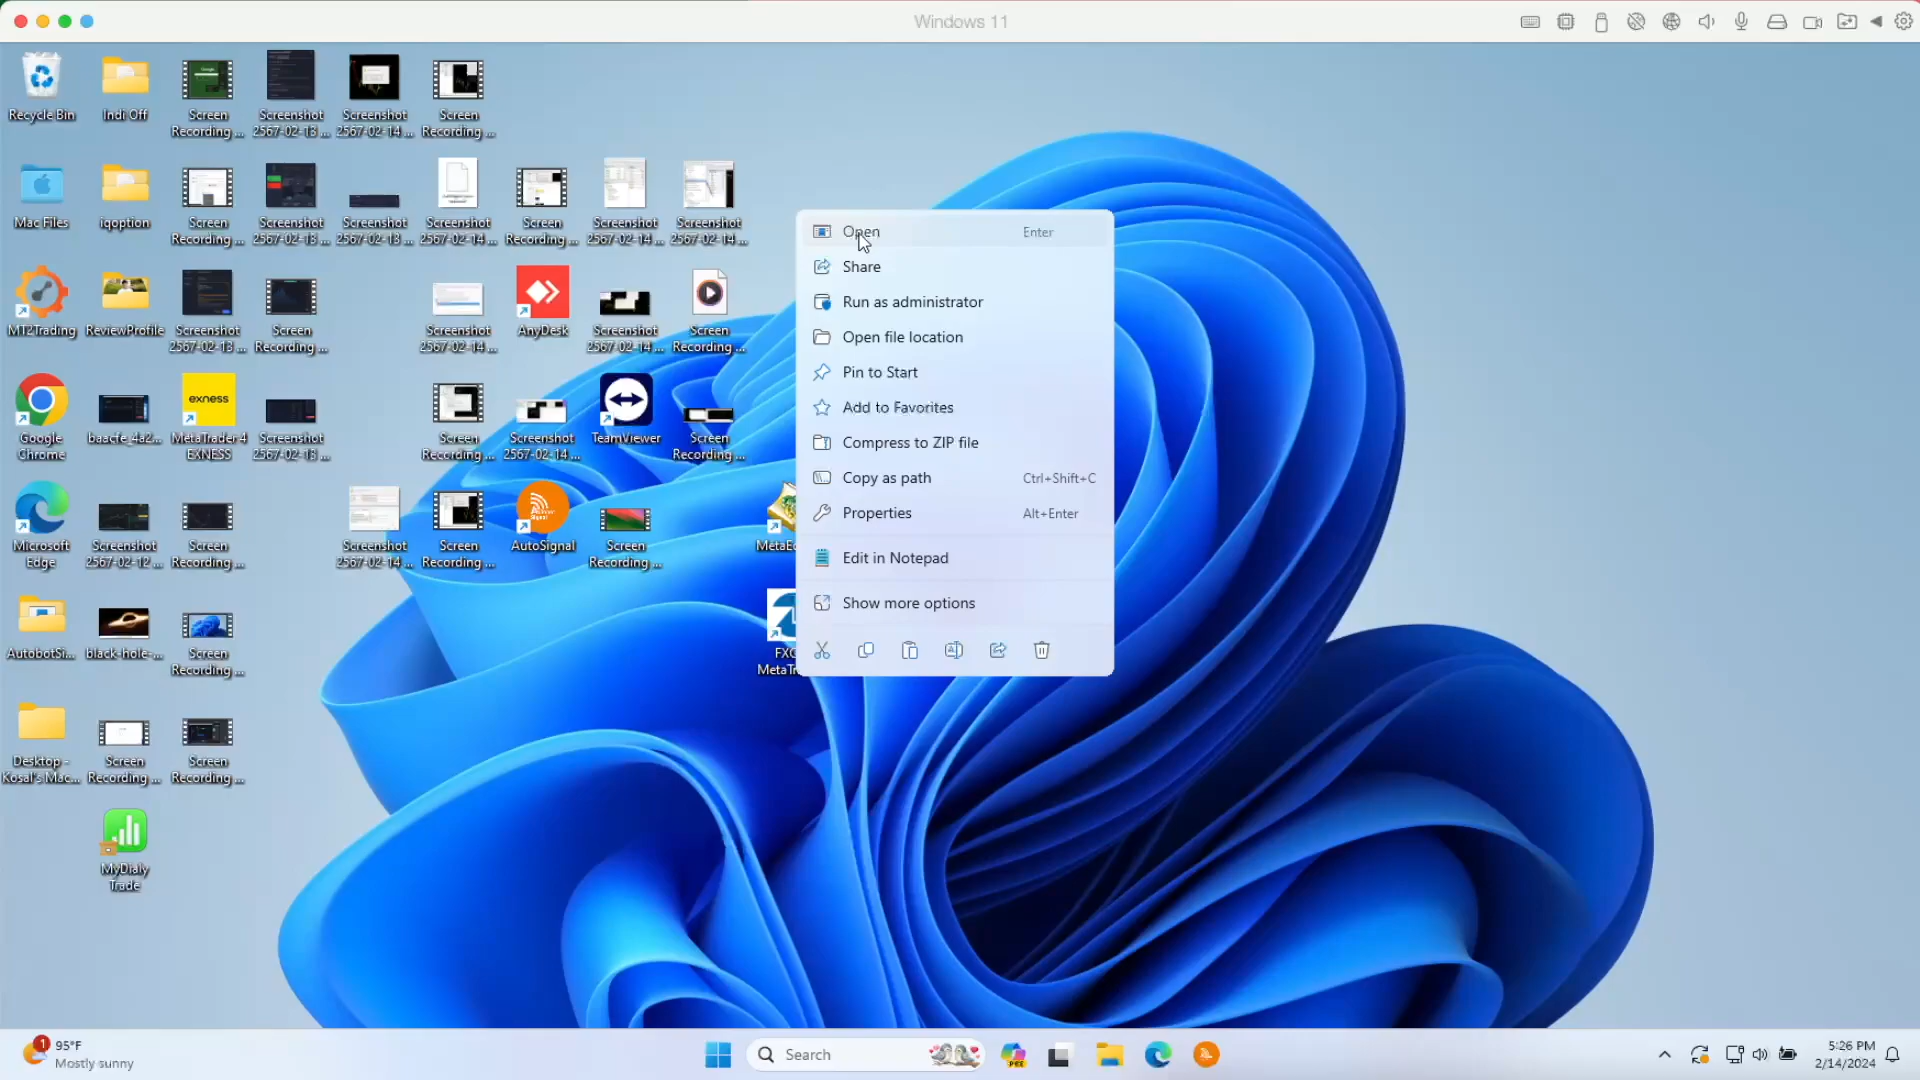 Windows 11
Recycle Bin
Indi Off
Screen
Recording ...
Screenshot
2567-02-13 ...
Screenshot
2567-02-14 ...
Screen
Recording ...
Mac Files
iqoption
Screen
Recording ...
Screenshot
2567-02-13 ...
Screenshot
2567-02-14 ...
Screenshot
2567-02-14 ...
Screen
Recording ...
Screenshot
2567-02-14 ...
Screenshot
2567-02-14 ...
MT2Trading
ReviewProfile
Screenshot
2567-02-13 ...
Screen
Recording ...
Screenshot
2567-02-14 ...
AnyDesk
Screenshot
2567-02-14 ...
Screen
Recording ...
Google
Chrome
baacfe_4a2...
exness
MetaTrader 4
EXNESS
Screenshot
2567-02-13 ...
Screen
Recording ...
Screenshot
2567-02-14 ...
TeamViewer
Screen
Recording ...
Microsoft
Edge
Screenshot
2567-02-12 ...
Screen
Recording ...
Screenshot
2567-02-14 ...
Screen
Recording ...
AutoSignal
Screen
Recording ...
AutobotSi...
black-hole-...
Screen
Recording ...
Desktop -
Kosal's Mac...
Screen
Recording ...
Screen
Recording ...
MyDialy
Trade
Open Enter
Share
Run as administrator
Open file location
Pin to Start
Add to Favorites
Compress to ZIP file
Copy as path Ctrl+Shift+C
Properties Alt+Enter
Edit in Notepad
Show more options
1
95°F
Mostly sunny
Search
5:26 PM
2/14/2024